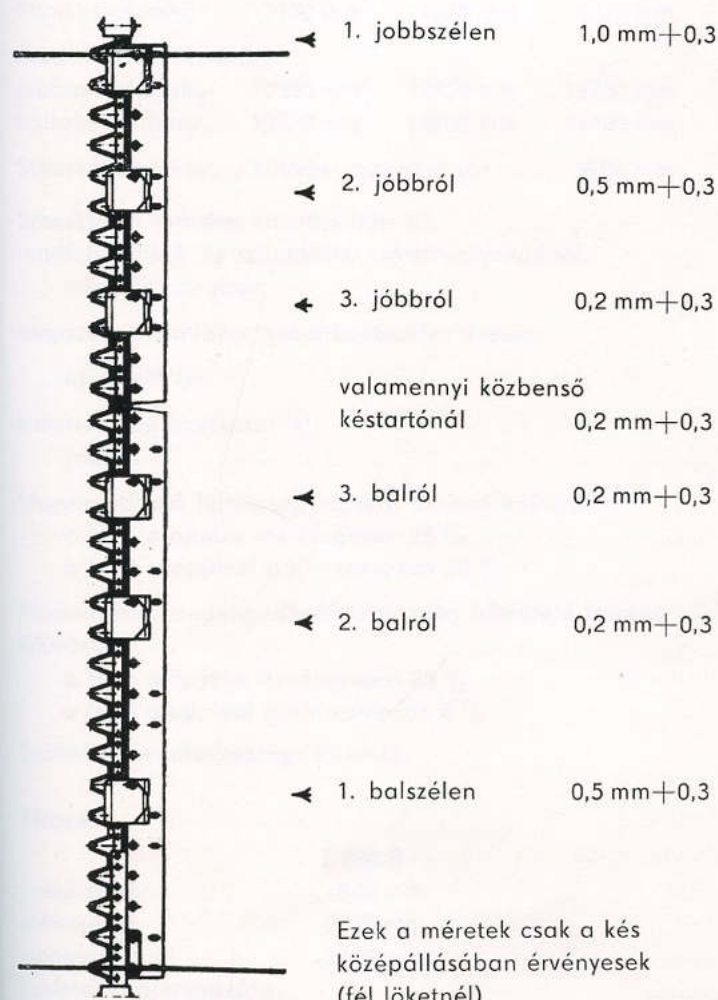 1. jobbszélen 1,0 mm+0,3
2. jóbbról 0,5 mm+0,3
3. jóbbról 0,2 mm+0,3
valamennyi közbenső
késtartónál 0,2 mm+0,3
3. balról 0,2 mm+0,3
2. balról 0,2 mm+0,3
1. balszélen 0,5 mm+0,3
Ezek a méretek csak a kés
középállásában érvényesek
(fél löketnél)